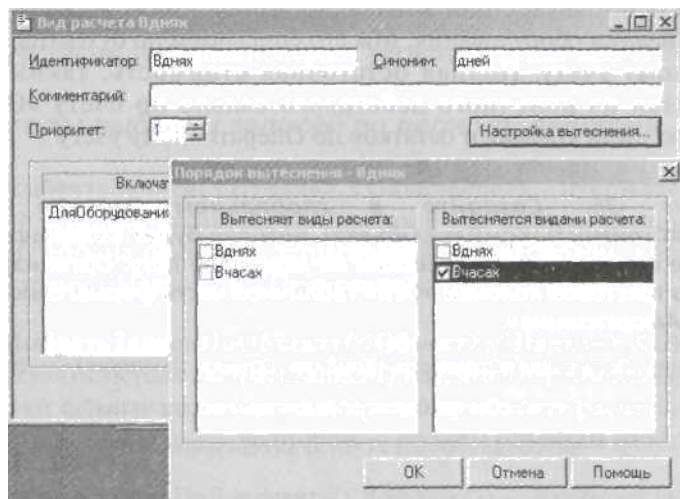 Вид расчета Вднях
Идентификатор: Вднях Синоним: дней
Комментарий:
Приоритет: 1 Настройка вытеснения...
Включа
ДляОборудования
Порядок вытеснения - Вднях
Вытесняет виды расчета: Вытесняется видами расчета:
Вднях Вднях
Вчасах Вчасах
OK Отмена Помощь